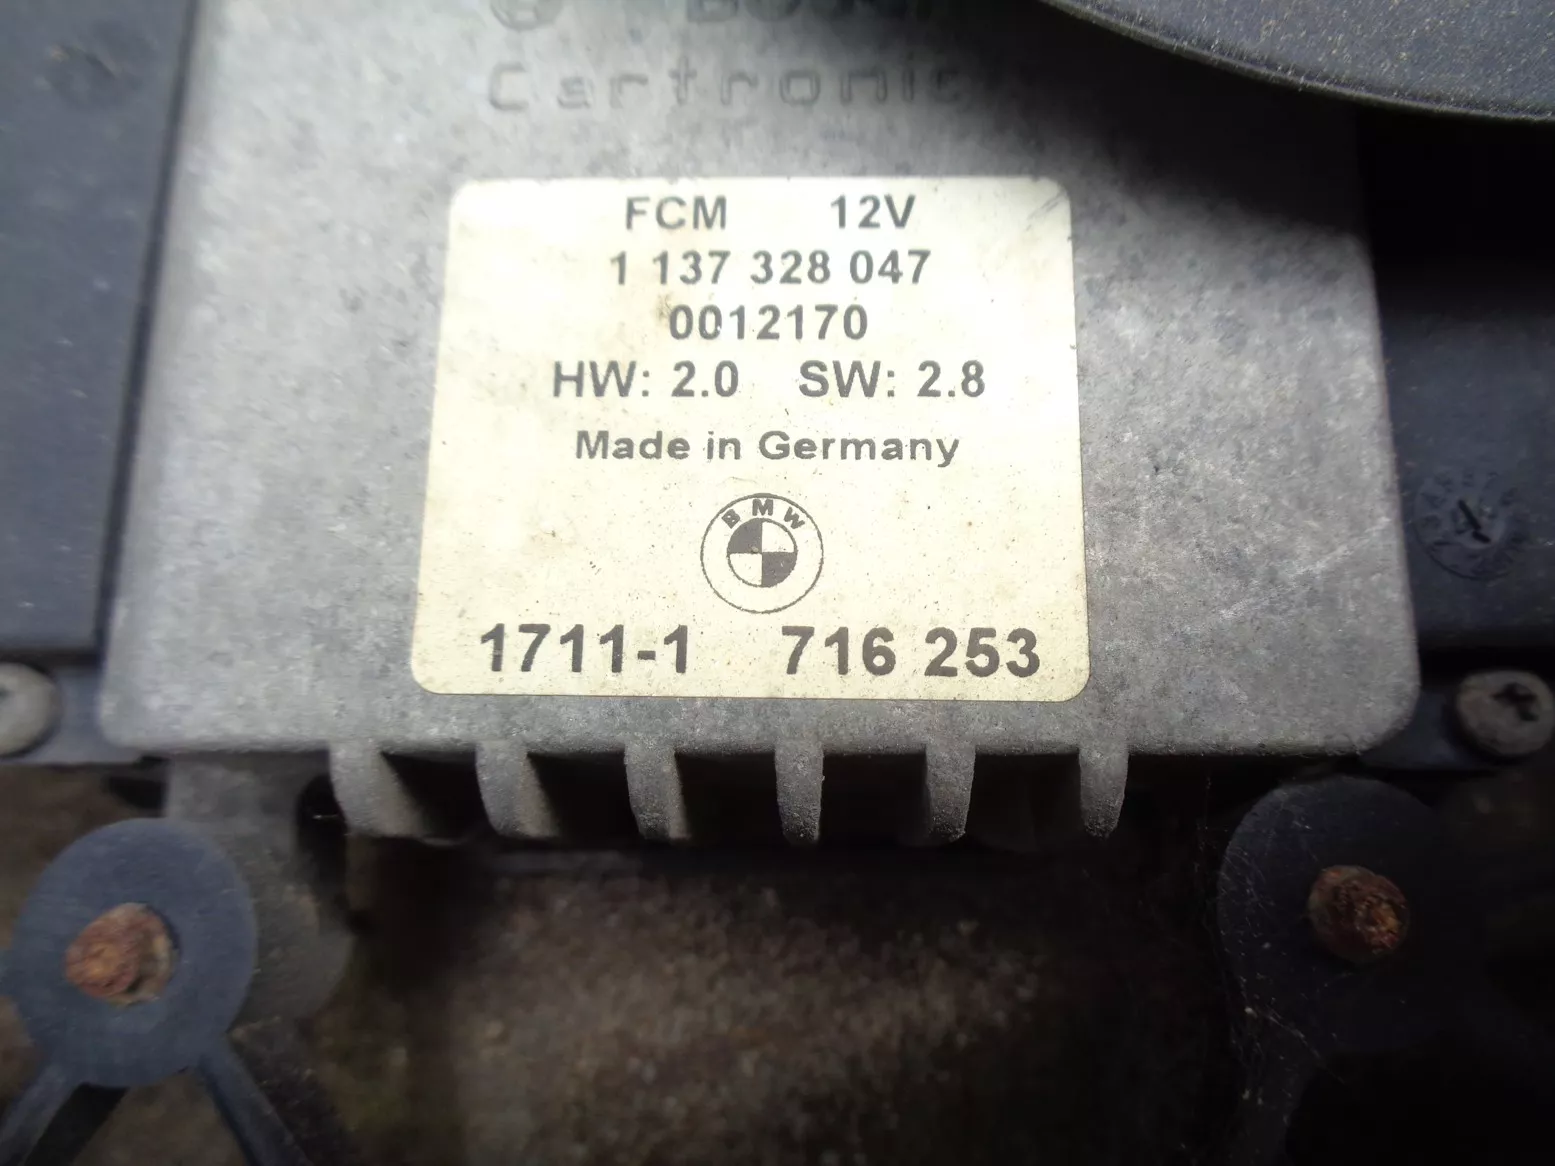 BOSCH
Cartronic
FCM 12V
1 137 328 047
0012170
HW: 2.0 SW: 2.8
Made in Germany
BMW
1711-1 716 253